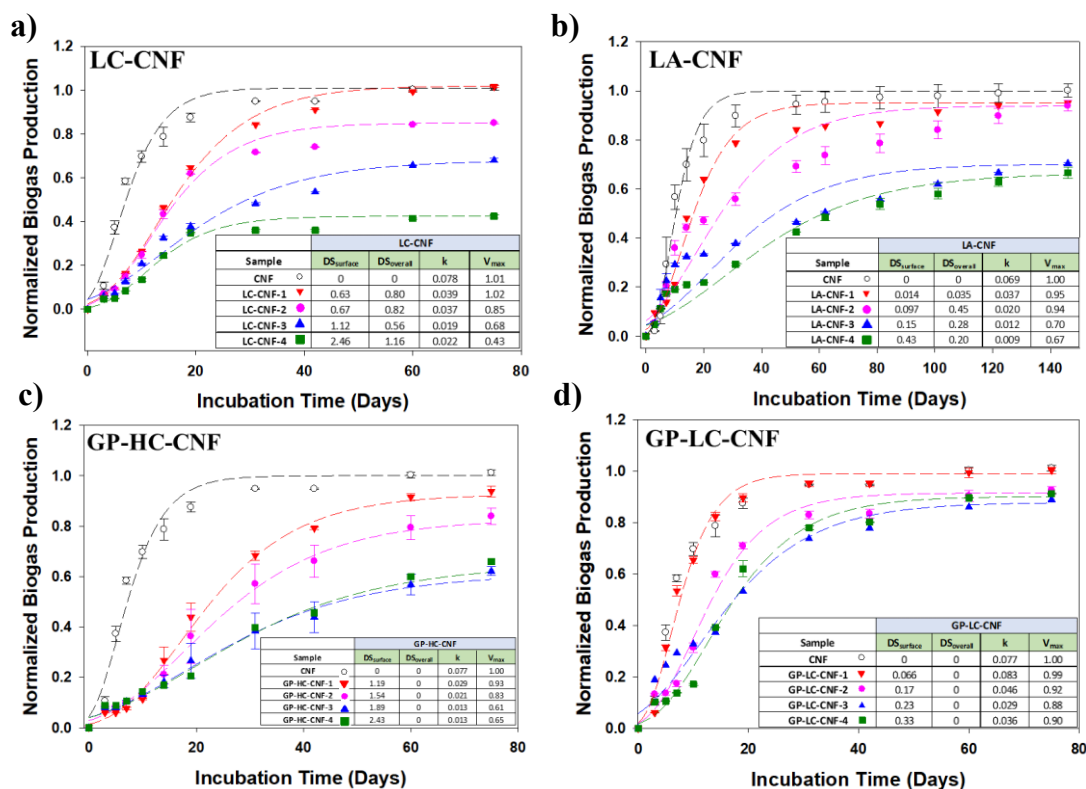 a)
LC-CNF
Normalized Biogas Production
1.2
1.0
0.8
0.6
0.4
0.2
0.0
LC-CNF
Sample DSsurface DSoverall k Vmax
CNF 0 0 0.078 1.01
LC-CNF-1 0.63 0.80 0.039 1.02
LC-CNF-2 0.67 0.82 0.037 0.85
LC-CNF-3 1.12 0.56 0.019 0.68
LC-CNF-4 2.46 1.16 0.022 0.43
0 20 40 60 80
Incubation Time (Days)
b)
LA-CNF
Normalized Biogas Production
1.2
1.0
0.8
0.6
0.4
0.2
0.0
LA-CNF
Sample DSsurface DSoverall k Vmax
CNF 0 0 0.069 1.00
LA-CNF-1 0.014 0.035 0.037 0.95
LA-CNF-2 0.097 0.45 0.020 0.94
LA-CNF-3 0.15 0.28 0.012 0.70
LA-CNF-4 0.43 0.20 0.009 0.67
0 20 40 60 80 100 120 140
Incubation Time (Days)
c)
GP-HC-CNF
Normalized Biogas Production
1.2
1.0
0.8
0.6
0.4
0.2
0.0
GP-HC-CNF
Sample DSsurface DSoverall k Vmax
CNF 0 0 0.077 1.00
GP-HC-CNF-1 1.19 0 0.029 0.93
GP-HC-CNF-2 1.54 0 0.021 0.83
GP-HC-CNF-3 1.89 0 0.013 0.61
GP-HC-CNF-4 2.43 0 0.013 0.65
0 20 40 60 80
Incubation Time (Days)
d)
GP-LC-CNF
Normalized Biogas Production
1.2
1.0
0.8
0.6
0.4
0.2
0.0
GP-LC-CNF
Sample DSsurface DSoverall k Vmax
CNF 0 0 0.077 1.00
GP-LC-CNF-1 0.066 0 0.083 0.99
GP-LC-CNF-2 0.17 0 0.046 0.92
GP-LC-CNF-3 0.23 0 0.029 0.88
GP-LC-CNF-4 0.33 0 0.036 0.90
0 20 40 60 80
Incubation Time (Days)